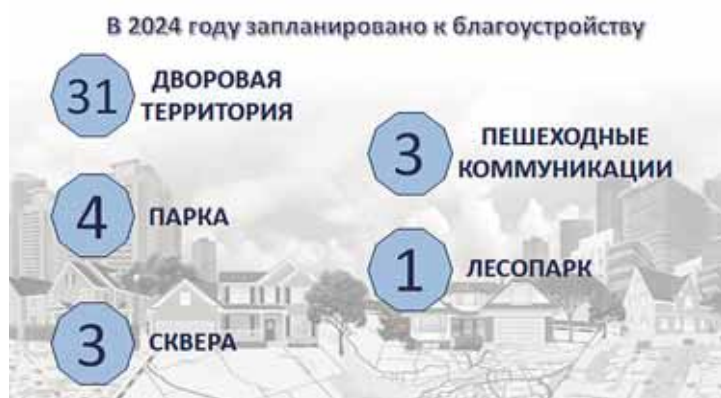 В 2024 году запланировано к благоустройству
31
ДВОРОВАЯ
ТЕРРИТОРИЯ
4
ПАРКА
3
СКВЕРА
3
ПЕШЕХОДНЫЕ
КОММУНИКАЦИИ
1
ЛЕСОПАРК